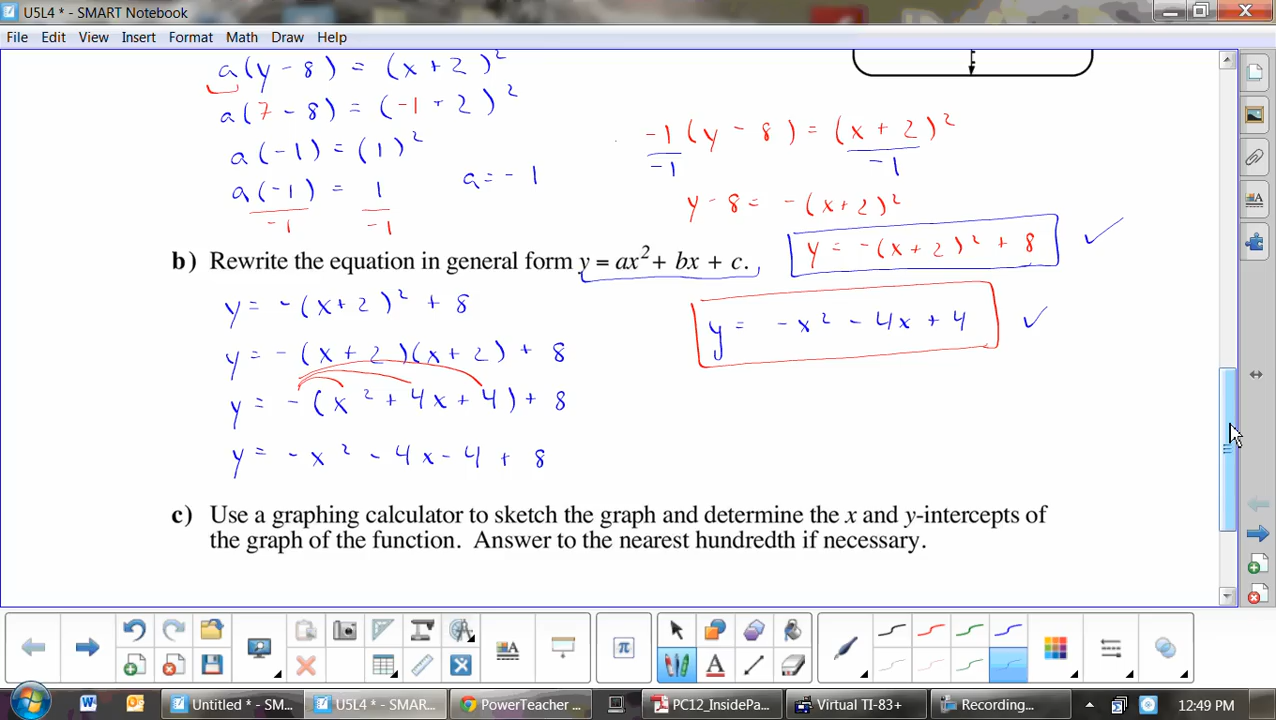 U5L4 * - SMART Notebook
File Edit View Insert Format Math Draw Help
a(y - 8) = (x + 2)²
a(7 - 8) = (-1 + 2)²
a(-1) = (1)²
a(-1) = 1
-1 -1
a = -1
-1(y - 8) = (x + 2)²
-1 -1
y - 8 = -(x+2)²
y = -(x+2)² + 8 ✓
b) Rewrite the equation in general form y = ax² + bx + c.
y = -(x+2)² + 8
y = -(x+2)(x+2) + 8
y = -(x² + 4x + 4) + 8
y = -x² - 4x - 4 + 8
y = -x² - 4x + 4 ✓
c) Use a graphing calculator to sketch the graph and determine the x and y-intercepts of
the graph of the function. Answer to the nearest hundredth if necessary.
π
A
Untitled * - SM... U5L4 * - SMAR... PowerTeacher ... PC12_InsidePa... Virtual TI-83+ Recording... 12:49 PM